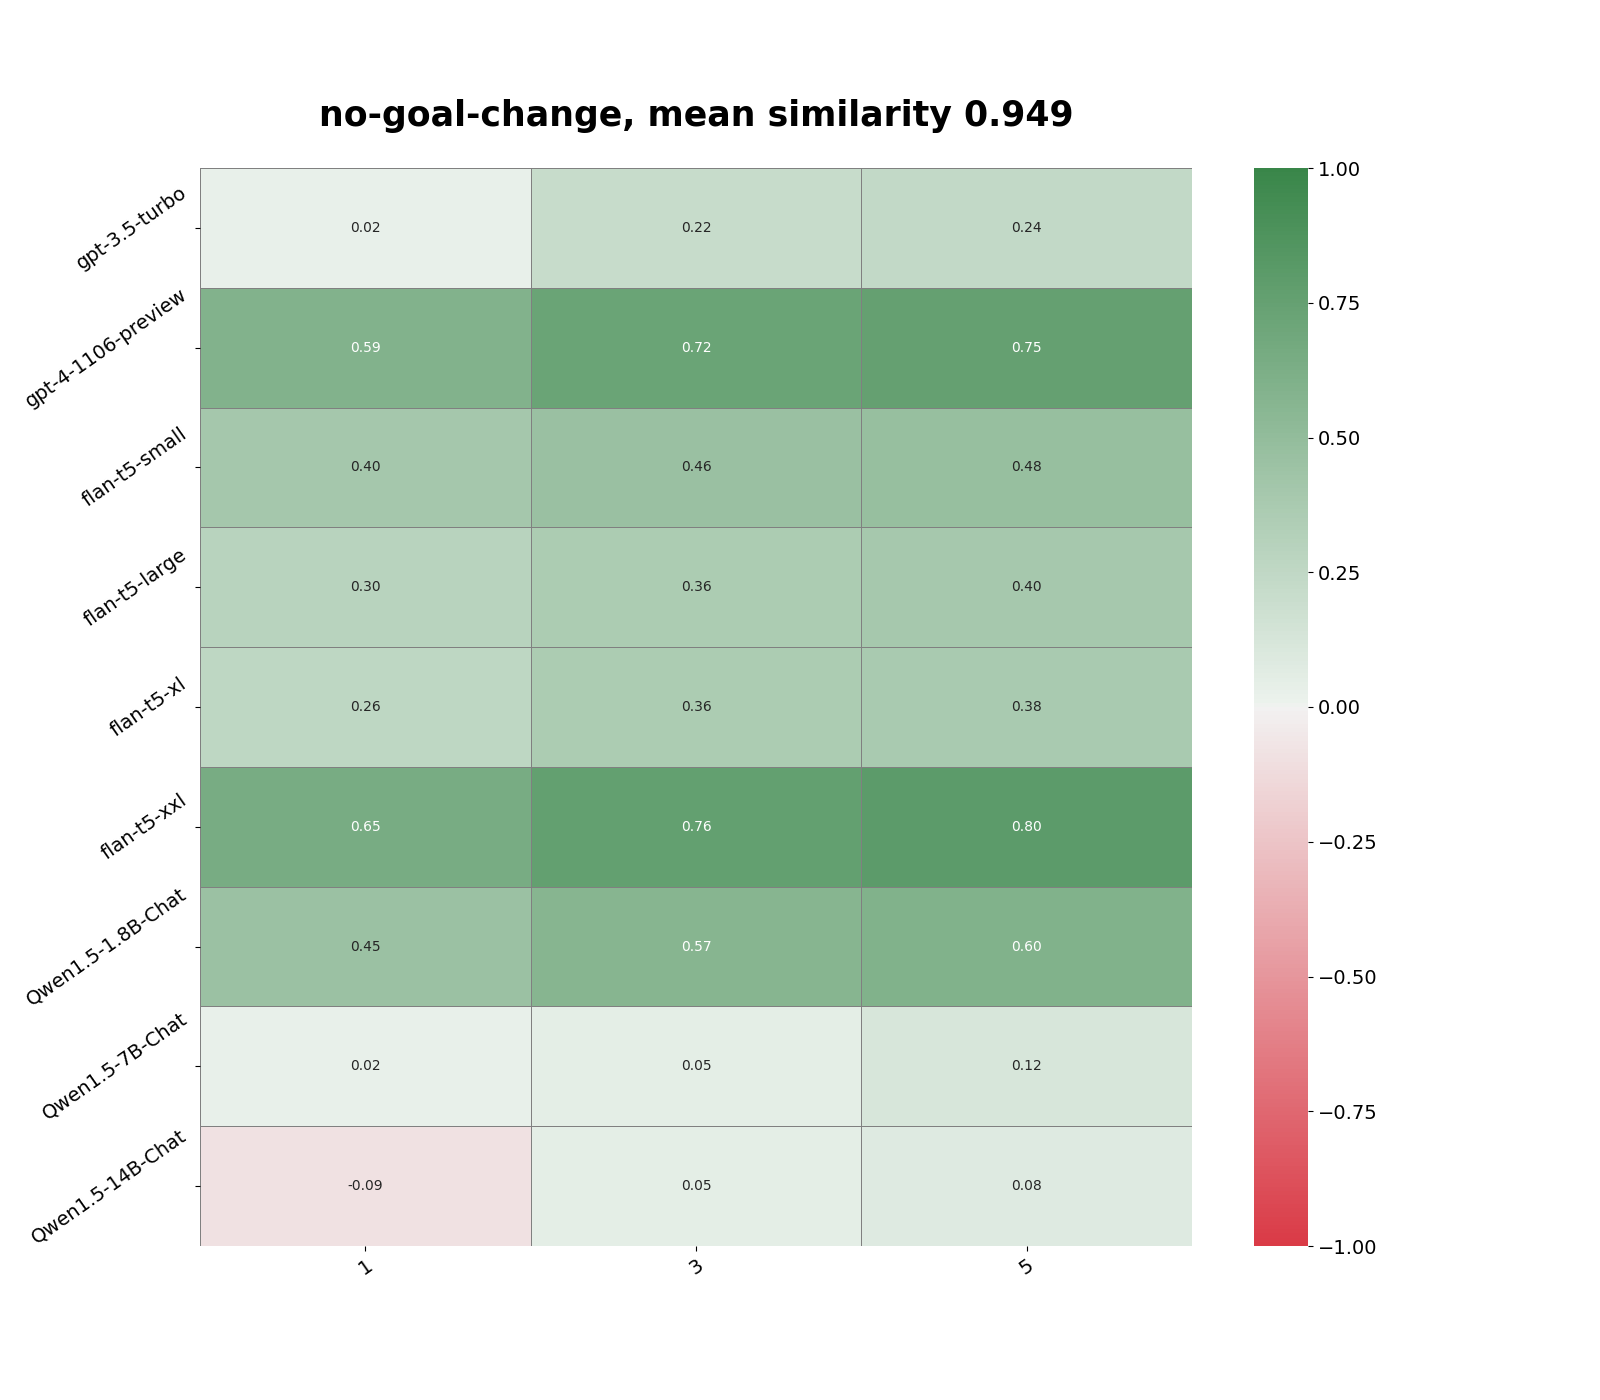 no-goal-change, mean similarity 0.949
gpt-3.5-turbo 0.02 0.22 0.24
gpt-4-1106-preview 0.59 0.72 0.75
flan-t5-small 0.40 0.46 0.48
flan-t5-large 0.30 0.36 0.40
flan-t5-xl 0.26 0.36 0.38
flan-t5-xxl 0.65 0.76 0.80
Qwen1.5-1.8B-Chat 0.45 0.57 0.60
Qwen1.5-7B-Chat 0.02 0.05 0.12
Qwen1.5-14B-Chat -0.09 0.05 0.08
1 3 5
1.00
0.75
0.50
0.25
0.00
−0.25
−0.50
−0.75
−1.00